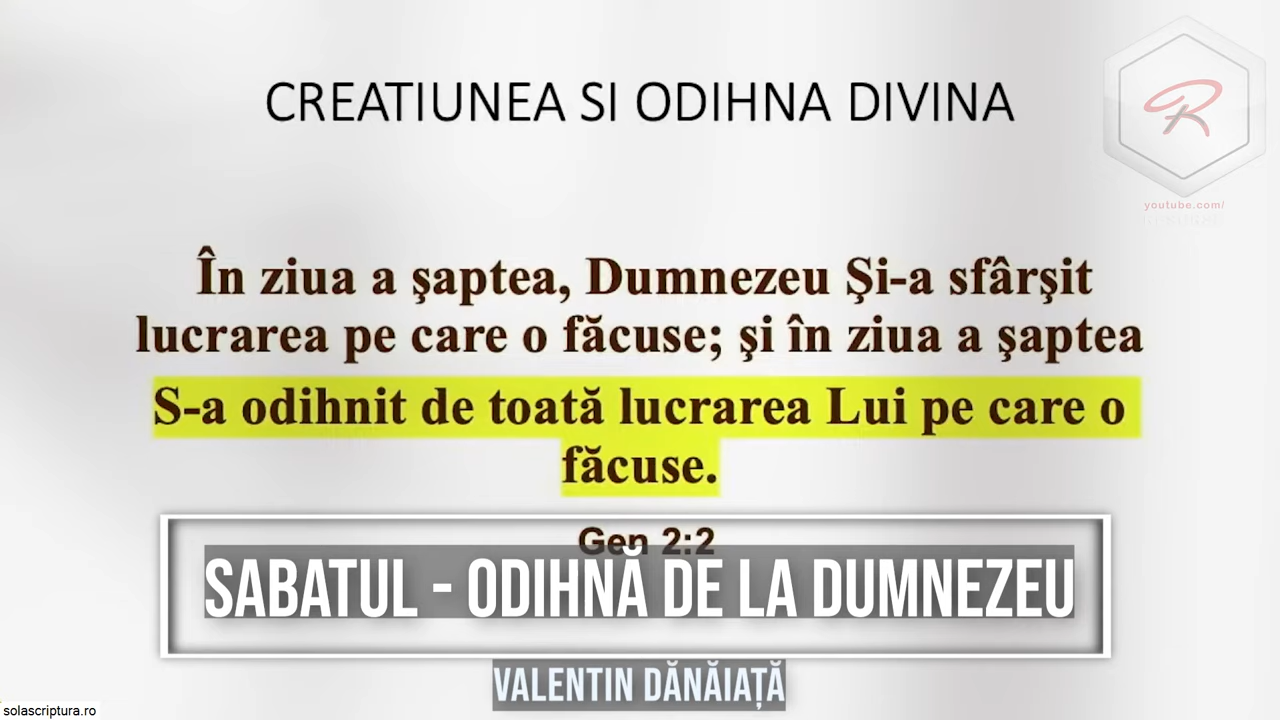 CREATIUNEA SI ODIHNA DIVINA
R
youtube.com/
În ziua a şaptea, Dumnezeu Şi-a sfârşit
lucrarea pe care o făcuse; şi în ziua a şaptea
S-a odihnit de toată lucrarea Lui pe care o
făcuse.
Gen 2:2
SABATUL - ODIHNĂ DE LA DUMNEZEU
VALENTIN DĂNĂIAȚĂ
solascriptura.ro